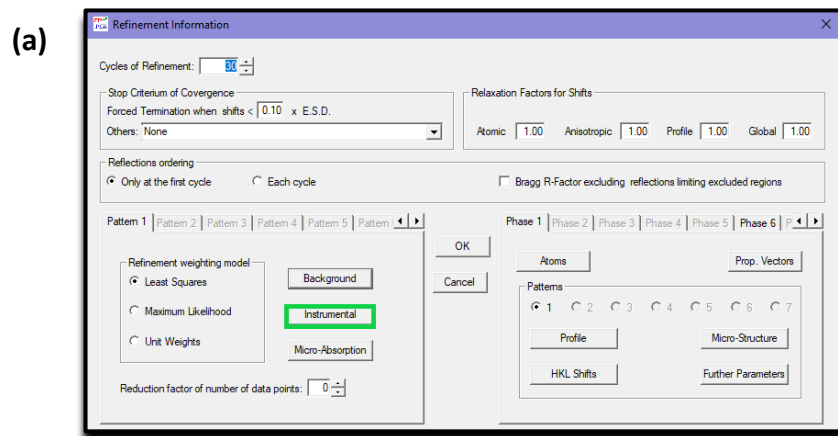 (a)
Refinement Information
Cycles of Refinement: 30
Stop Criterium of Covergence
Forced Termination when shifts < 0.10 x E.S.D.
Others: None
Relaxation Factors for Shifts
Atomic 1.00 Anisotropic 1.00 Profile 1.00 Global 1.00
Reflections ordering
Only at the first cycle Each cycle
Bragg R-Factor excluding reflections limiting excluded regions
Pattern 1 Pattern 2 Pattern 3 Pattern 4 Pattern 5 Pattern
Refinement weighting model
Least Squares
Maximum Likelihood
Unit Weights
Background
Instrumental
Micro-Absorption
Reduction factor of number of data points: 0
OK
Cancel
Phase 1 Phase 2 Phase 3 Phase 4 Phase 5 Phase 6 P
Atoms Prop. Vectors
Patterns
1 2 3 4 5 6 7
Profile Micro-Structure
HKL Shifts Further Parameters